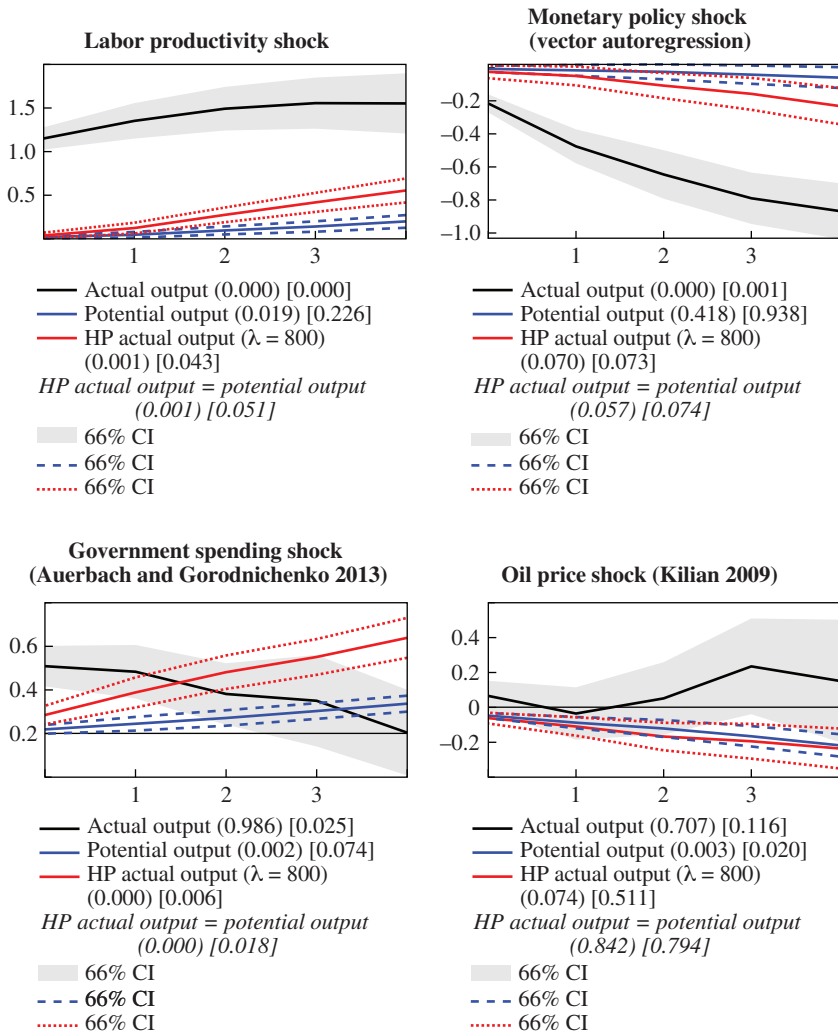 Labor productivity shock
1.5
1.0
0.5
1 2 3
Actual output (0.000) [0.000]
Potential output (0.019) [0.226]
HP actual output (λ = 800)
(0.001) [0.043]
HP actual output = potential output
(0.001) [0.051]
66% CI
66% CI
66% CI
Monetary policy shock
(vector autoregression)
−0.2
−0.4
−0.6
−0.8
−1.0
1 2 3
Actual output (0.000) [0.001]
Potential output (0.418) [0.938]
HP actual output (λ = 800)
(0.070) [0.073]
HP actual output = potential output
(0.057) [0.074]
66% CI
66% CI
66% CI
Government spending shock
(Auerbach and Gorodnichenko 2013)
0.6
0.4
0.2
1 2 3
Actual output (0.986) [0.025]
Potential output (0.002) [0.074]
HP actual output (λ = 800)
(0.000) [0.006]
HP actual output = potential output
(0.000) [0.018]
66% CI
66% CI
66% CI
Oil price shock (Kilian 2009)
0.4
0.2
0
−0.2
1 2 3
Actual output (0.707) [0.116]
Potential output (0.003) [0.020]
HP actual output (λ = 800)
(0.074) [0.511]
HP actual output = potential output
(0.842) [0.794]
66% CI
66% CI
66% CI